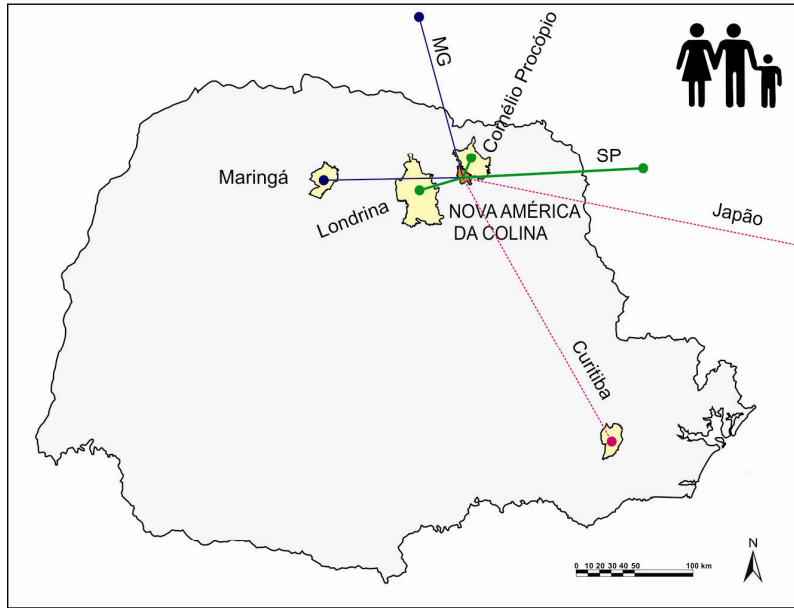 MG
Cornélio Procópio
SP
Maringá
Londrina
NOVA AMÉRICA
DA COLINA
Japão
Curitiba
N
0 10 20 30 40 50 100 km